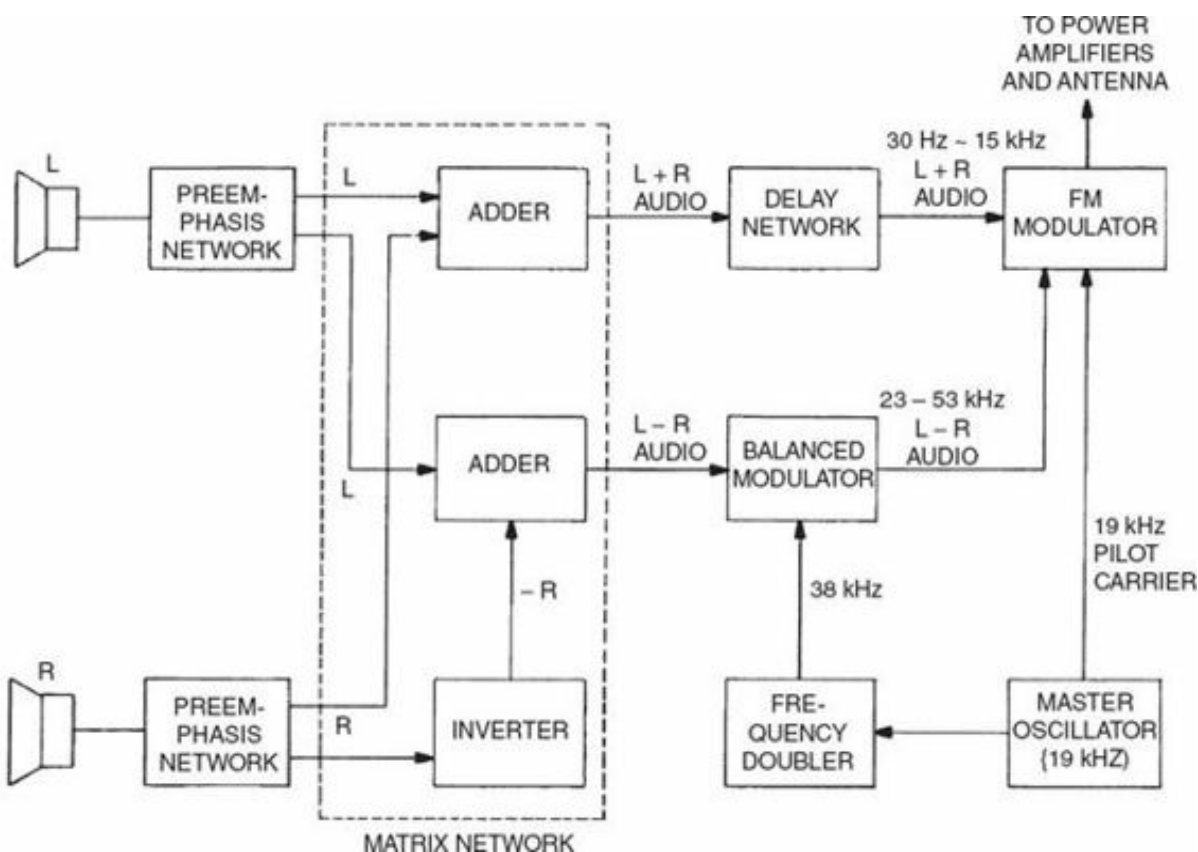 TO POWER
AMPLIFIERS
AND ANTENNA
L
PREEM-
PHASIS
NETWORK
L
ADDER
L + R
AUDIO
DELAY
NETWORK
30 Hz ~ 15 kHz
L + R
AUDIO
FM
MODULATOR
L
ADDER
L – R
AUDIO
BALANCED
MODULATOR
23 – 53 kHz
L – R
AUDIO
– R
38 kHz
19 kHz
PILOT
CARRIER
R
PREEM-
PHASIS
NETWORK
R
INVERTER
FRE-
QUENCY
DOUBLER
MASTER
OSCILLATOR
(19 kHZ)
MATRIX NETWORK